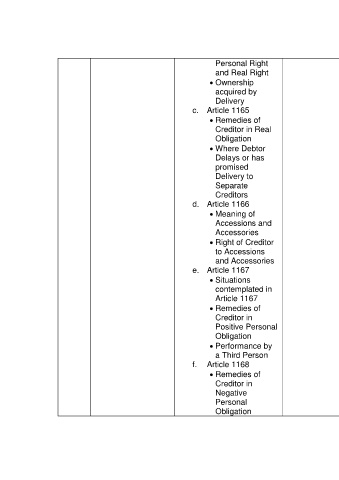 Personal Right
and Real Right
• Ownership
acquired by
Delivery
c. Article 1165
• Remedies of
Creditor in Real
Obligation
• Where Debtor
Delays or has
promised
Delivery to
Separate
Creditors
d. Article 1166
• Meaning of
Accessions and
Accessories
• Right of Creditor
to Accessions
and Accessories
e. Article 1167
• Situations
contemplated in
Article 1167
• Remedies of
Creditor in
Positive Personal
Obligation
• Performance by
a Third Person
f. Article 1168
• Remedies of
Creditor in
Negative
Personal
Obligation